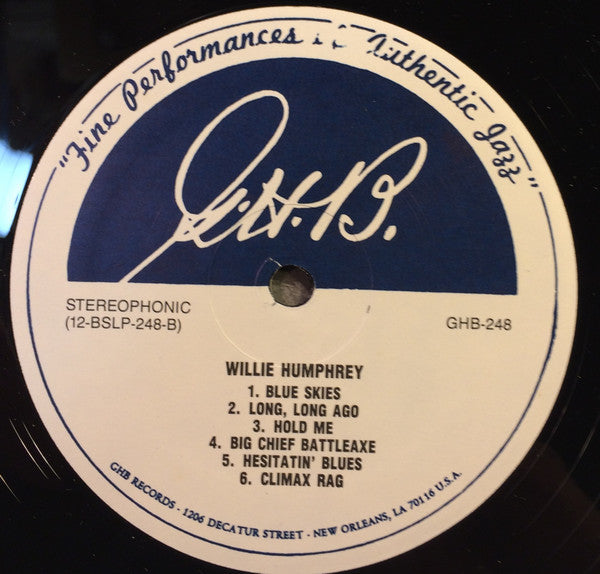 "Fine Performances of Authentic Jazz"
G.H.B.
STEREOPHONIC
(12-BSLP-248-B)
GHB-248
WILLIE HUMPHREY
1. BLUE SKIES
2. LONG, LONG AGO
3. HOLD ME
4. BIG CHIEF BATTLEAXE
5. HESITATIN' BLUES
6. CLIMAX RAG
GHB RECORDS · 1206 DECATUR STREET · NEW ORLEANS, LA 70116 U.S.A.